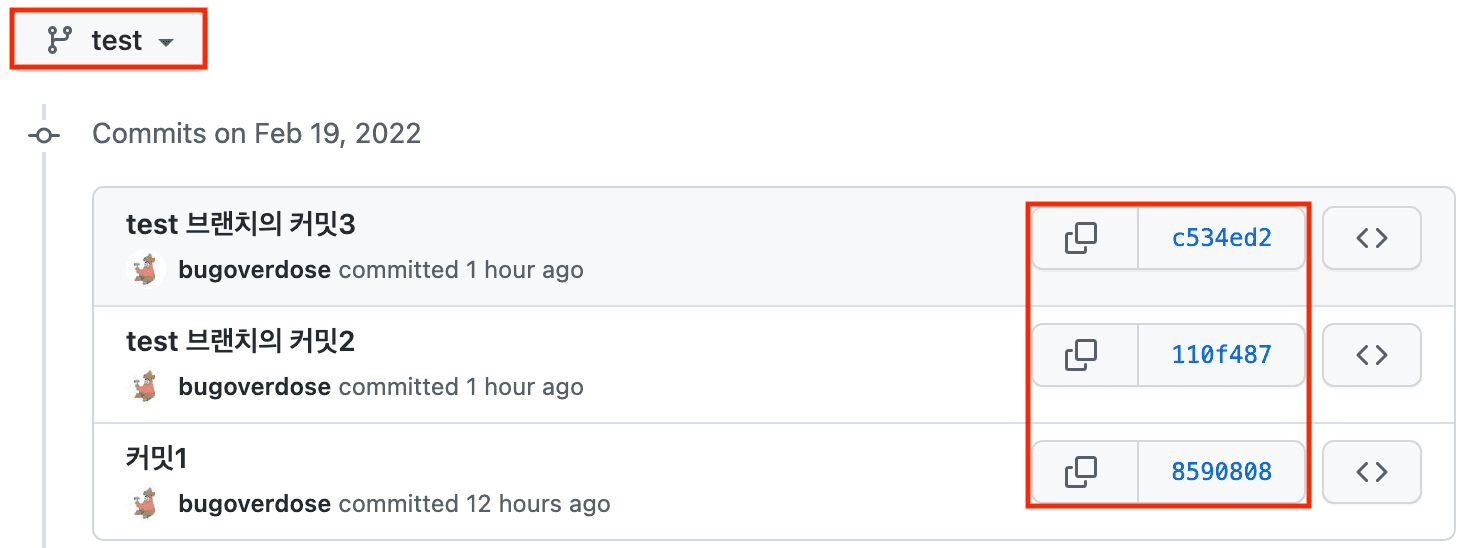 test
Commits on Feb 19, 2022
test 브랜치의 커밋3
c534ed2
bugoverdose committed 1 hour ago
test 브랜치의 커밋2
110f487
bugoverdose committed 1 hour ago
커밋1
8590808
bugoverdose committed 12 hours ago